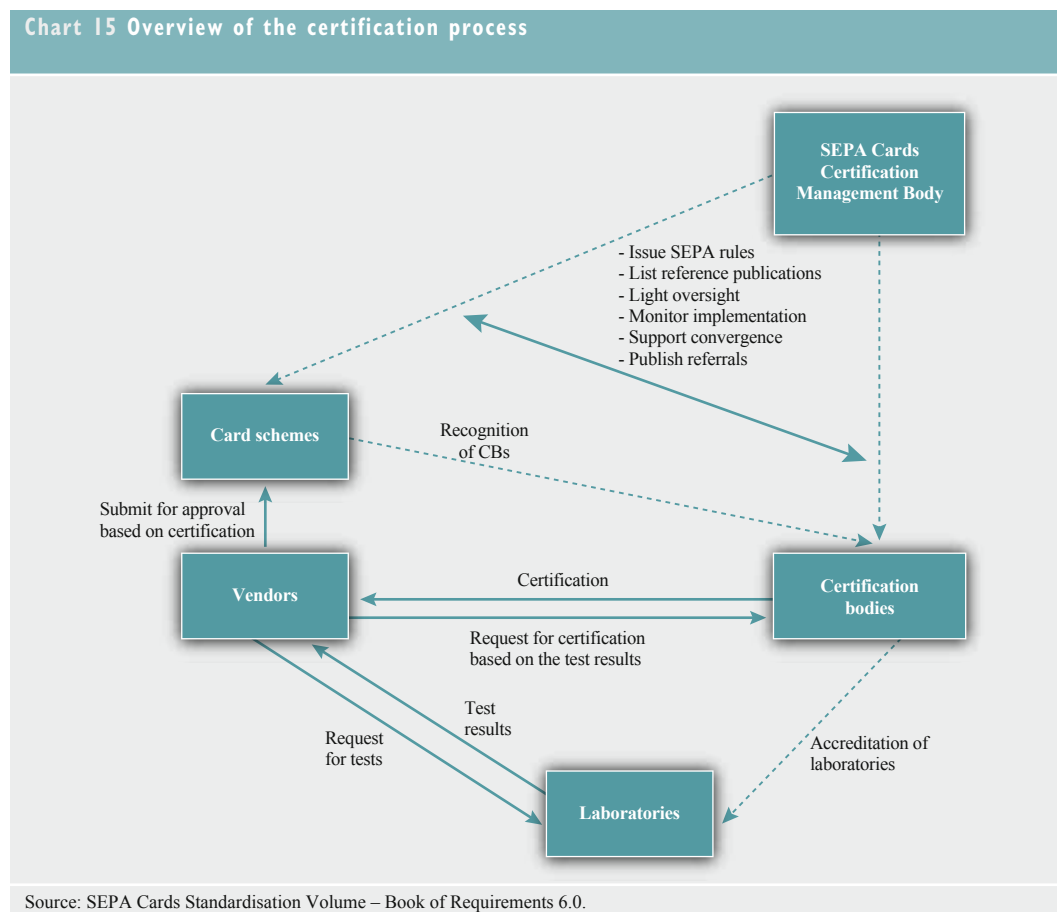 Chart 15 Overview of the certification process
SEPA Cards
Certification
Management Body
- Issue SEPA rules
- List reference publications
- Light oversight
- Monitor implementation
- Support convergence
- Publish referrals
Card schemes
Recognition
of CBs
Submit for approval
based on certification
Vendors
Certification
Certification
bodies
Request for certification
based on the test results
Test
results
Request
for tests
Accreditation of
laboratories
Laboratories
Source: SEPA Cards Standardisation Volume – Book of Requirements 6.0.